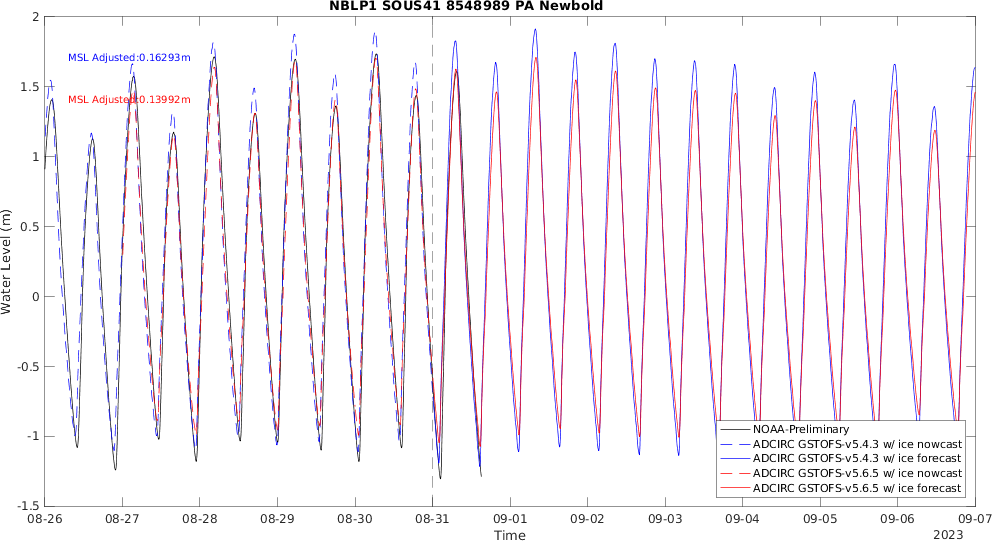 NBLP1 SOUS41 8548989 PA Newbold
2
1.5
1
0.5
0
-0.5
-1
-1.5
Water Level (m)
MSL Adjusted:0.16293m
MSL Adjusted:0.13992m
NOAA-Preliminary
ADCIRC GSTOFS-v5.4.3 w/ ice nowcast
ADCIRC GSTOFS-v5.4.3 w/ ice forecast
ADCIRC GSTOFS-v5.6.5 w/ ice nowcast
ADCIRC GSTOFS-v5.6.5 w/ ice forecast
08-26 08-27 08-28 08-29 08-30 08-31 09-01 09-02 09-03 09-04 09-05 09-06 09-07
Time
2023